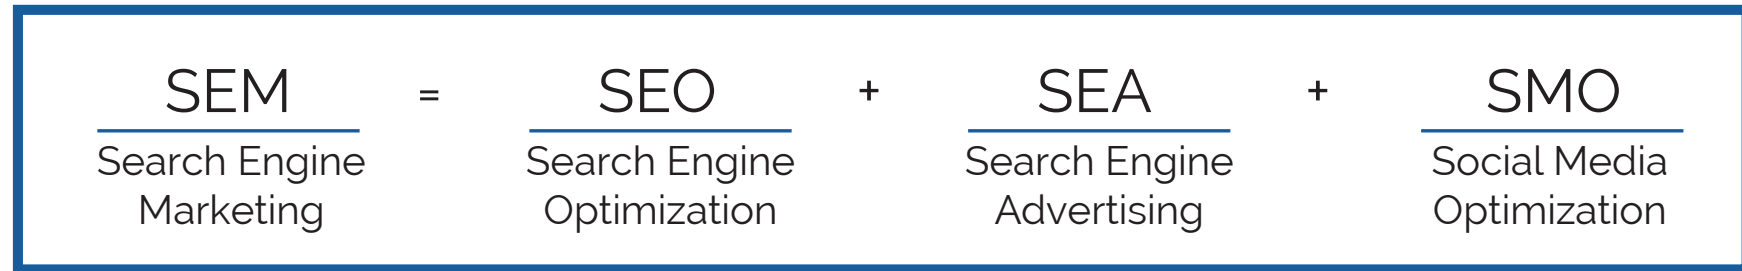 SEM = SEO + SEA + SMO
Search Engine Search Engine Search Engine Social Media
Marketing Optimization Advertising Optimization